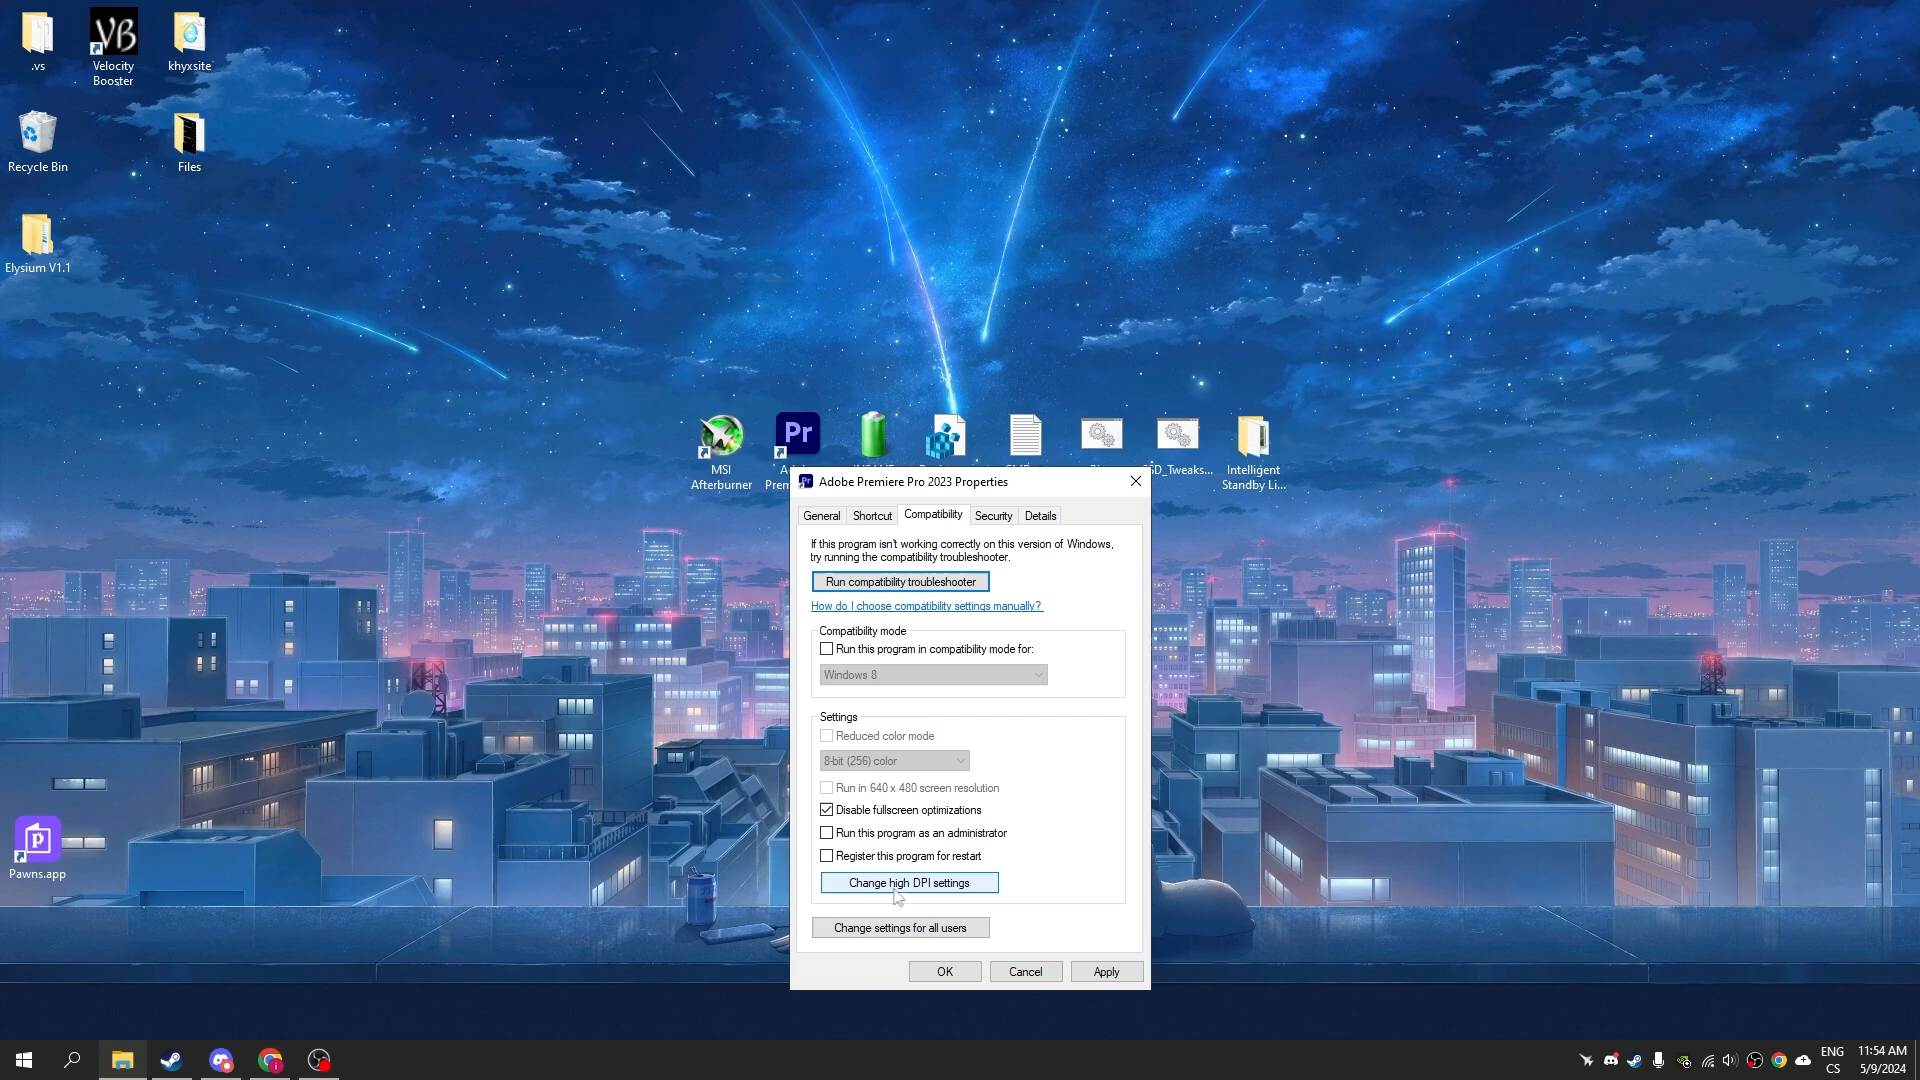 .vs
Velocity
Booster
khyxsite
Recycle Bin
Files
Elysium V1.1
Pr
MSI
Afterburner
SD_Tweaks...
Intelligent
Standby Li...
Adobe Premiere Pro 2023 Properties
General
Shortcut
Compatibility
Security
Details
If this program isn't working correctly on this version of Windows,
try running the compatibility troubleshooter.
Run compatibility troubleshooter
How do I choose compatibility settings manually?
Compatibility mode
Run this program in compatibility mode for:
Windows 8
Settings
Reduced color mode
8-bit (256) color
Run in 640 x 480 screen resolution
Disable fullscreen optimizations
Run this program as an administrator
Register this program for restart
Change high DPI settings
Change settings for all users
OK
Cancel
Apply
Pawns.app
ENG
CS
11:54 AM
5/9/2024